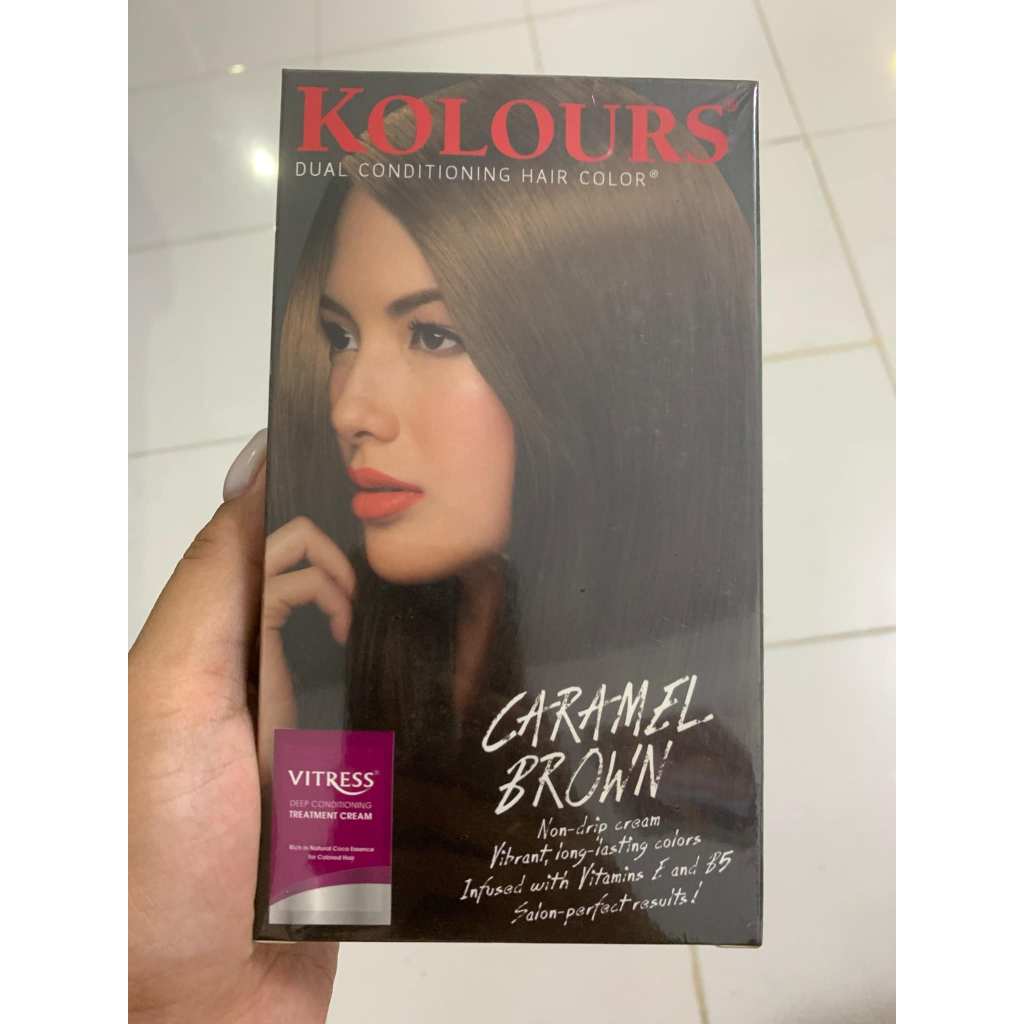 KOLOURS®
DUAL CONDITIONING HAIR COLOR®
CARAMEL
BROWN
Non-drip cream
Vibrant, long-lasting colors
Infused with Vitamins E and B5
Salon-perfect results!
VITRESS®
DEEP CONDITIONING
TREATMENT CREAM
Rich in Natural Coco Essence
for Colored Hair